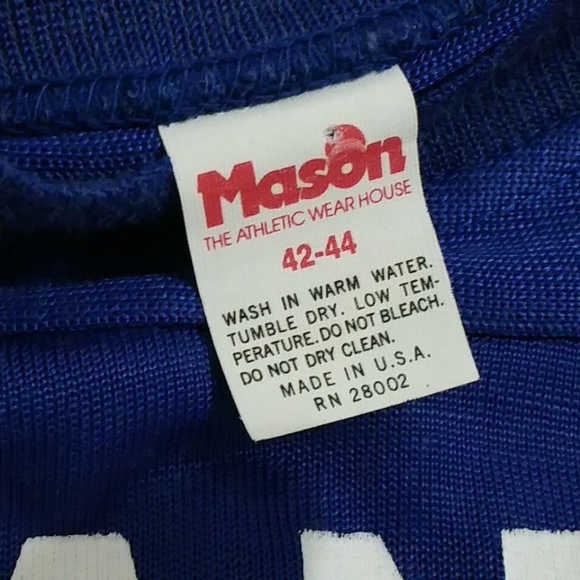 Mason
THE ATHLETIC WEAR HOUSE
42-44
WASH IN WARM WATER.
TUMBLE DRY. LOW TEM-
PERATURE. DO NOT BLEACH.
DO NOT DRY CLEAN.
MADE IN U.S.A.
RN 28002